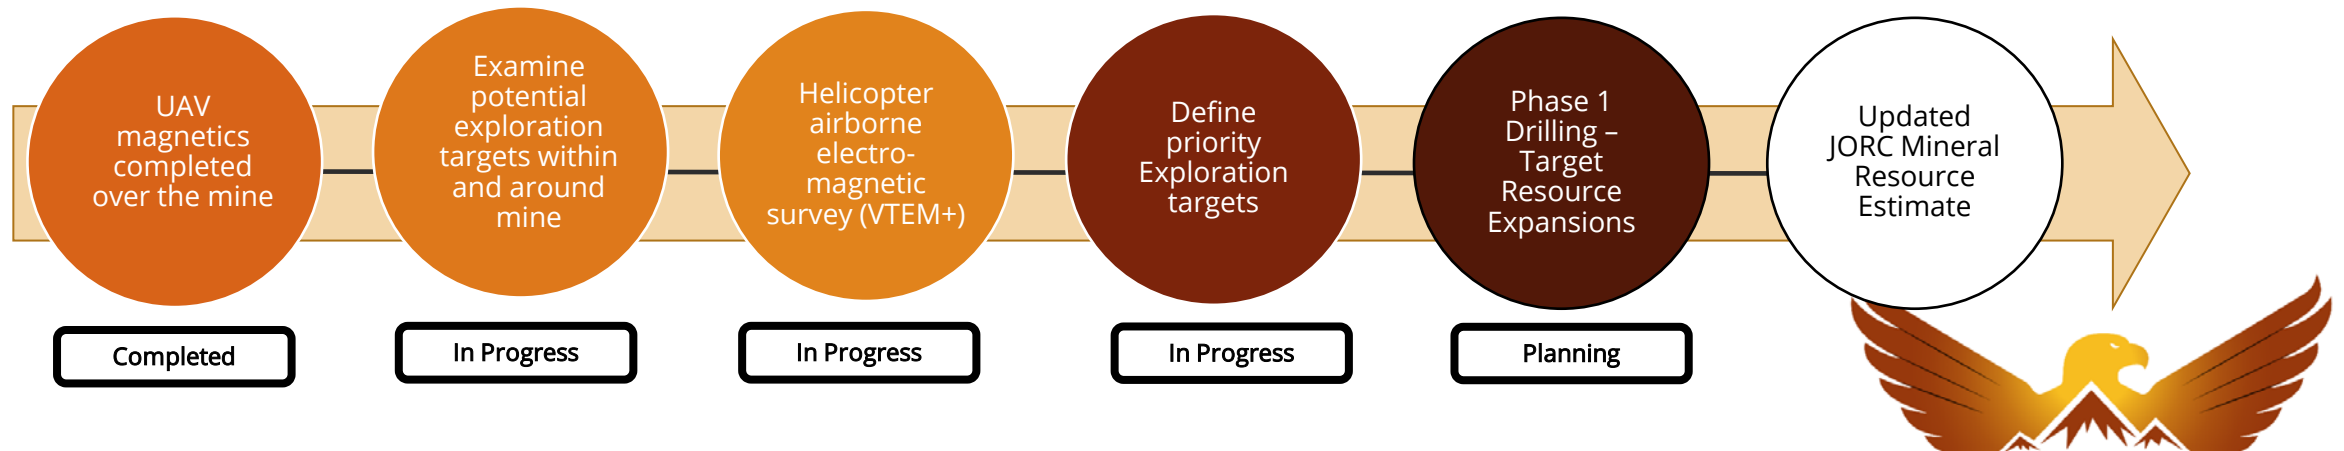 UAV
magnetics
completed
over the mine
Examine
potential
exploration
targets within
and around
mine
Helicopter
airborne
electro-
magnetic
survey (VTEM+)
Define
priority
Exploration
targets
Phase 1
Drilling –
Target
Resource
Expansions
Updated
JORC Mineral
Resource
Estimate
Completed
In Progress
In Progress
In Progress
Planning